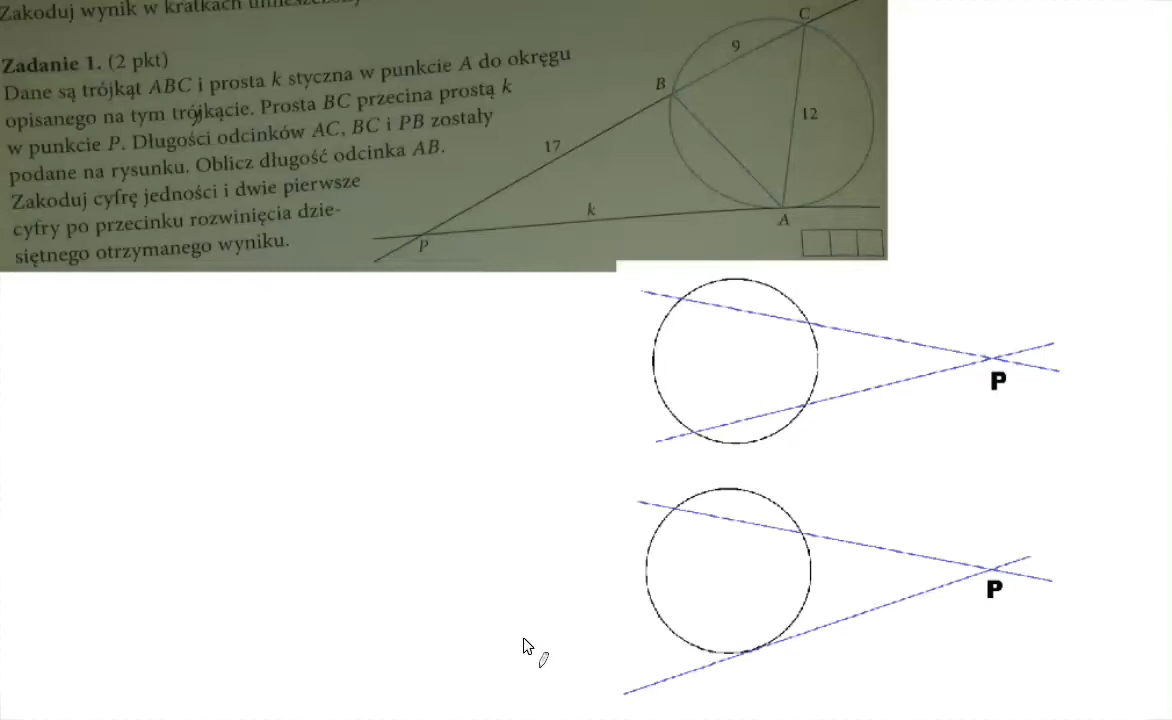 Zakoduj wynik w kratkach
Zadanie 1. (2 pkt)
Dane są trójkąt ABC i prosta k styczna w punkcie A do okręgu
opisanego na tym trójkącie. Prosta BC przecina prostą k
w punkcie P. Długości odcinków AC, BC i PB zostały
podane na rysunku. Oblicz długość odcinka AB.
Zakoduj cyfrę jedności i dwie pierwsze
cyfry po przecinku rozwinięcia dzie-
siętnego otrzymanego wyniku.
C
9
B
12
17
k
A
P
P
P